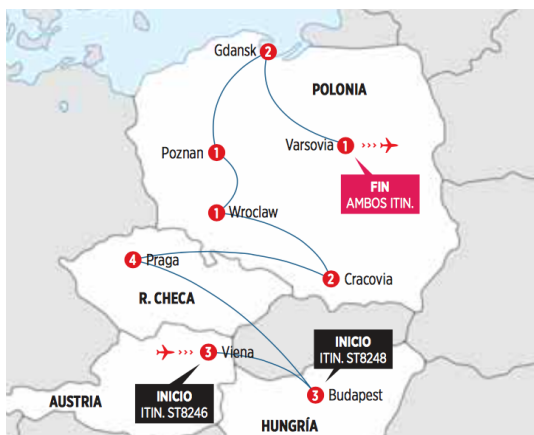 Gdansk 2
POLONIA
Poznan 1
Varsovia 1
FIN
AMBOS ITIN.
1 Wroclaw
4 Praga
2 Cracovia
R. CHECA
INICIO
ITIN. ST8248
3 Viena
INICIO
ITIN. ST8246
3 Budapest
AUSTRIA
HUNGRÍA